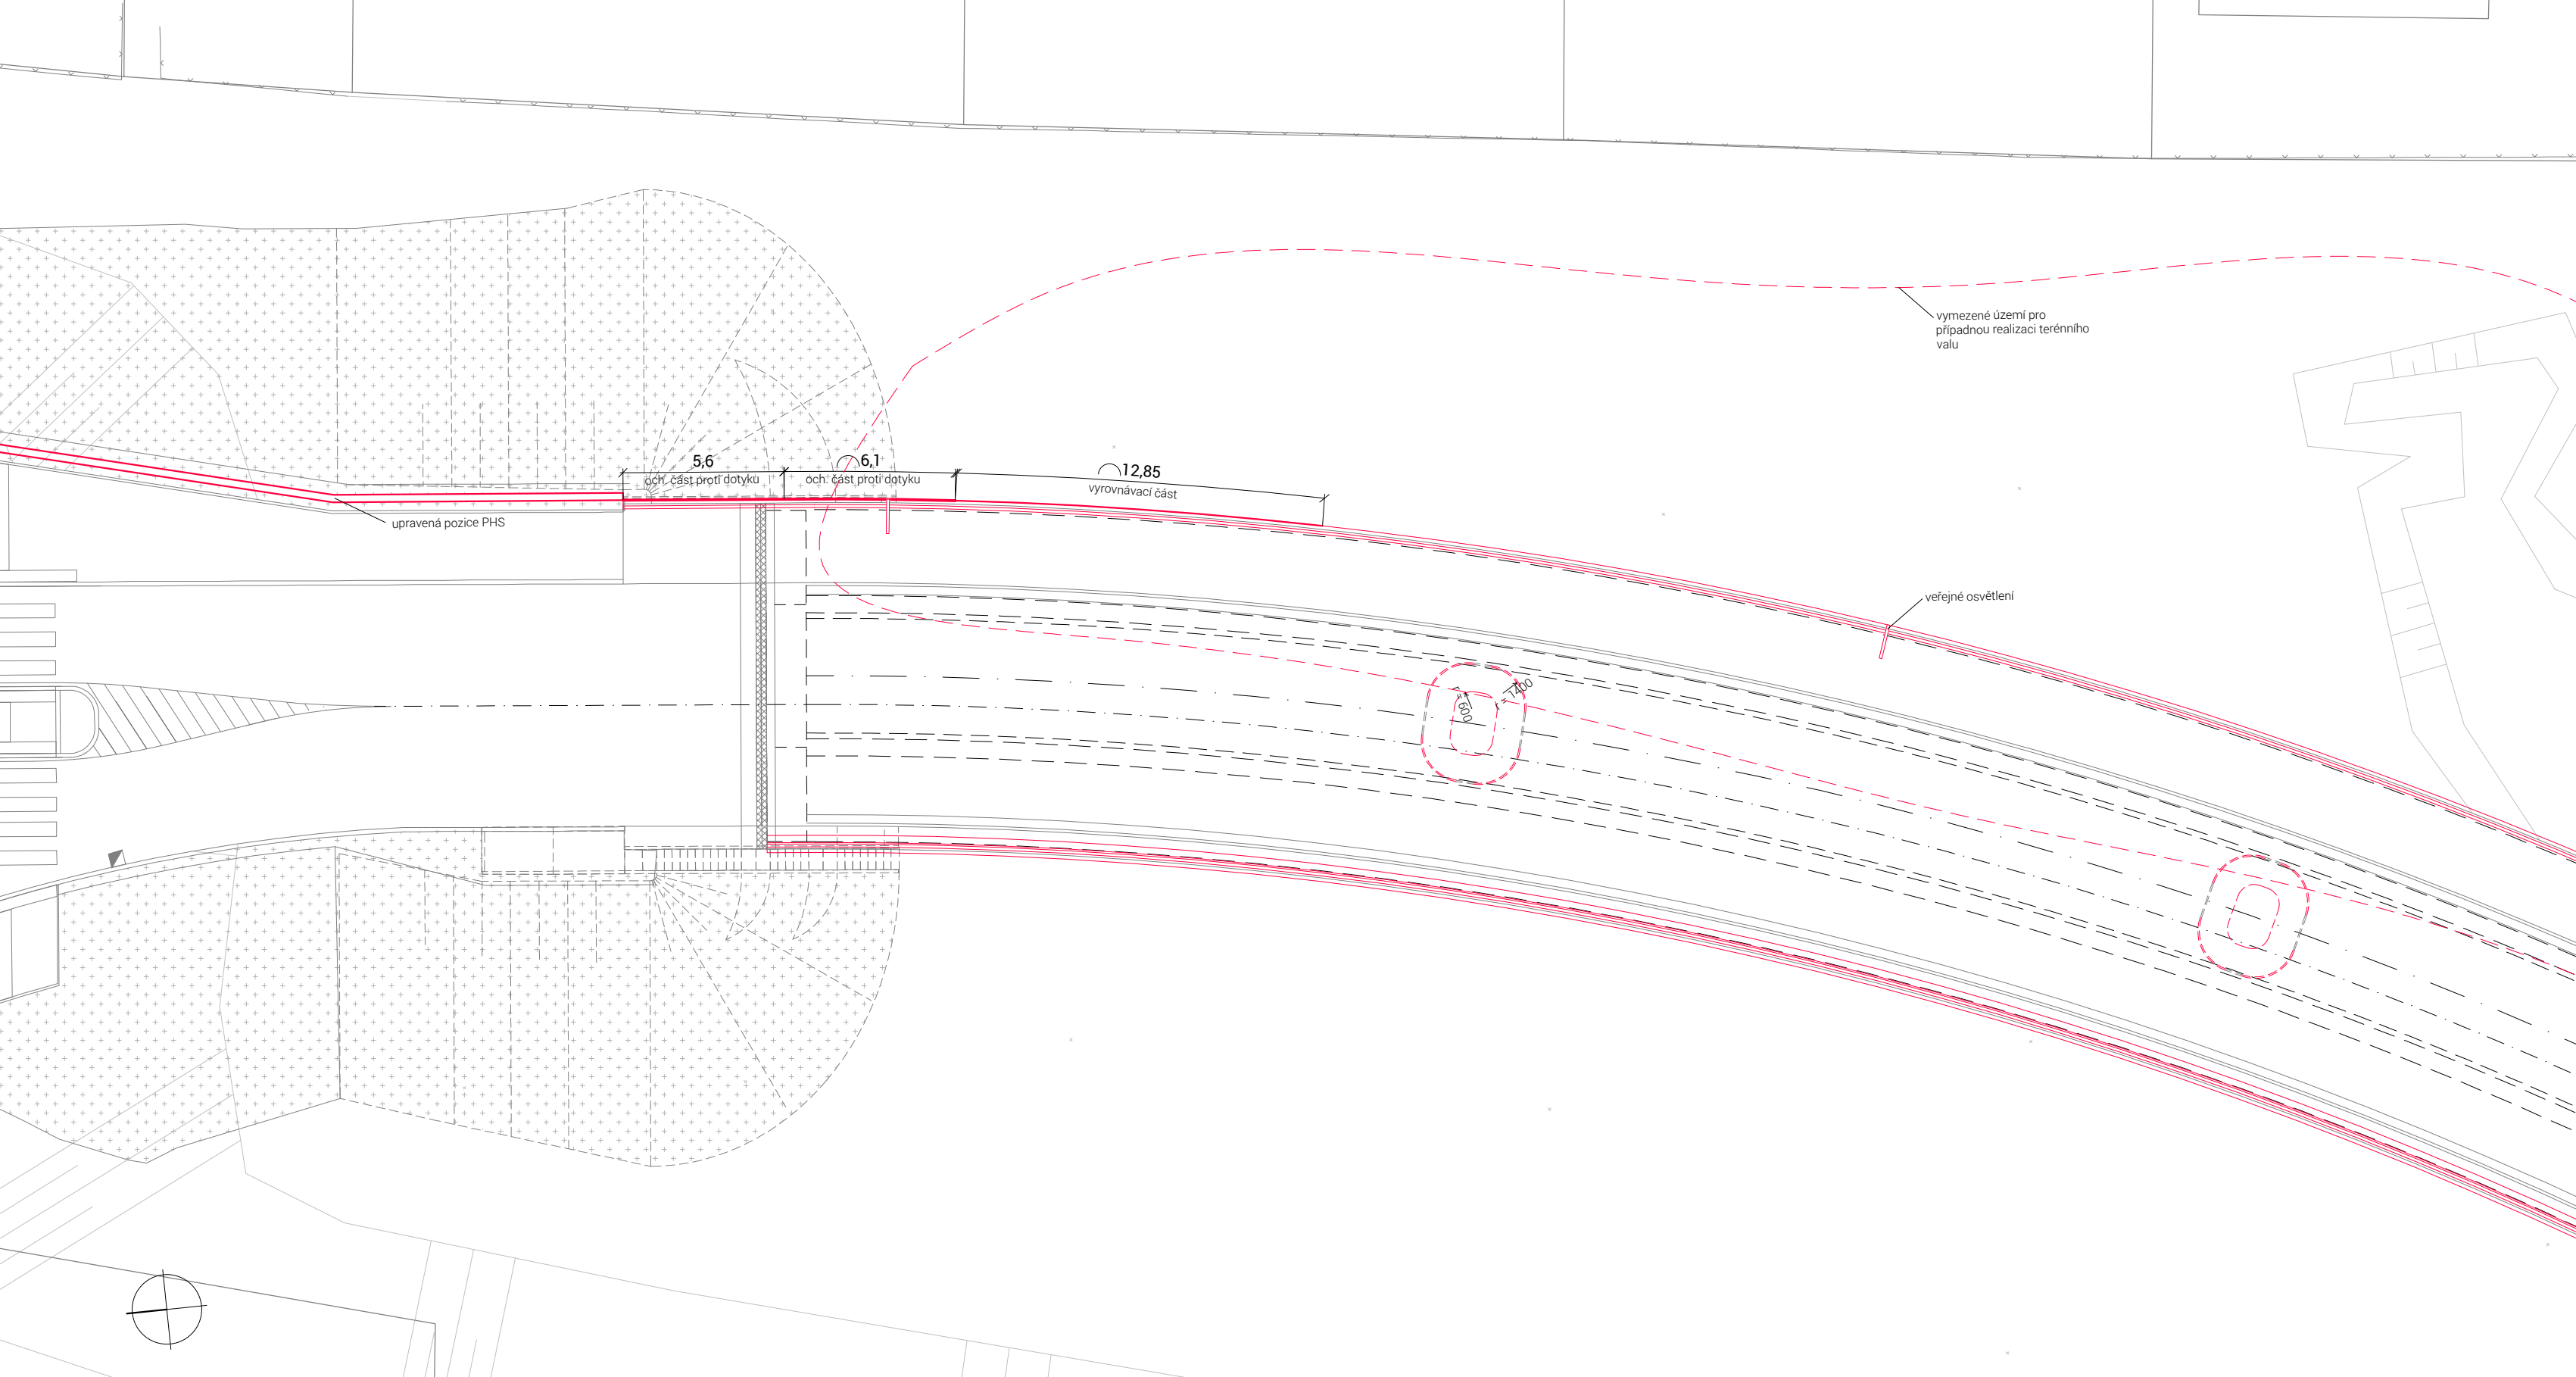 vymezené území pro
případnou realizaci terénního
valu
5,6
och. část proti dotyku
6,1
och. část proti dotyku
12,85
vyrovnávací část
upravená pozice PHS
veřejné osvětlení
r = 1400
600